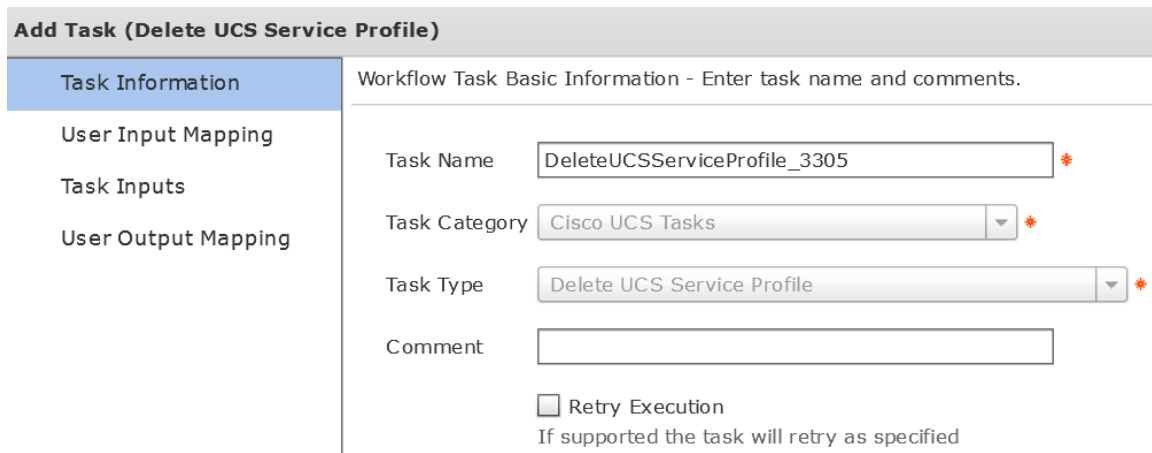 Add Task (Delete UCS Service Profile)
Task Information
User Input Mapping
Task Inputs
User Output Mapping
Workflow Task Basic Information - Enter task name and comments.
Task Name DeleteUCSServiceProfile_3305 *
Task Category Cisco UCS Tasks *
Task Type Delete UCS Service Profile *
Comment
Retry Execution
If supported the task will retry as specified